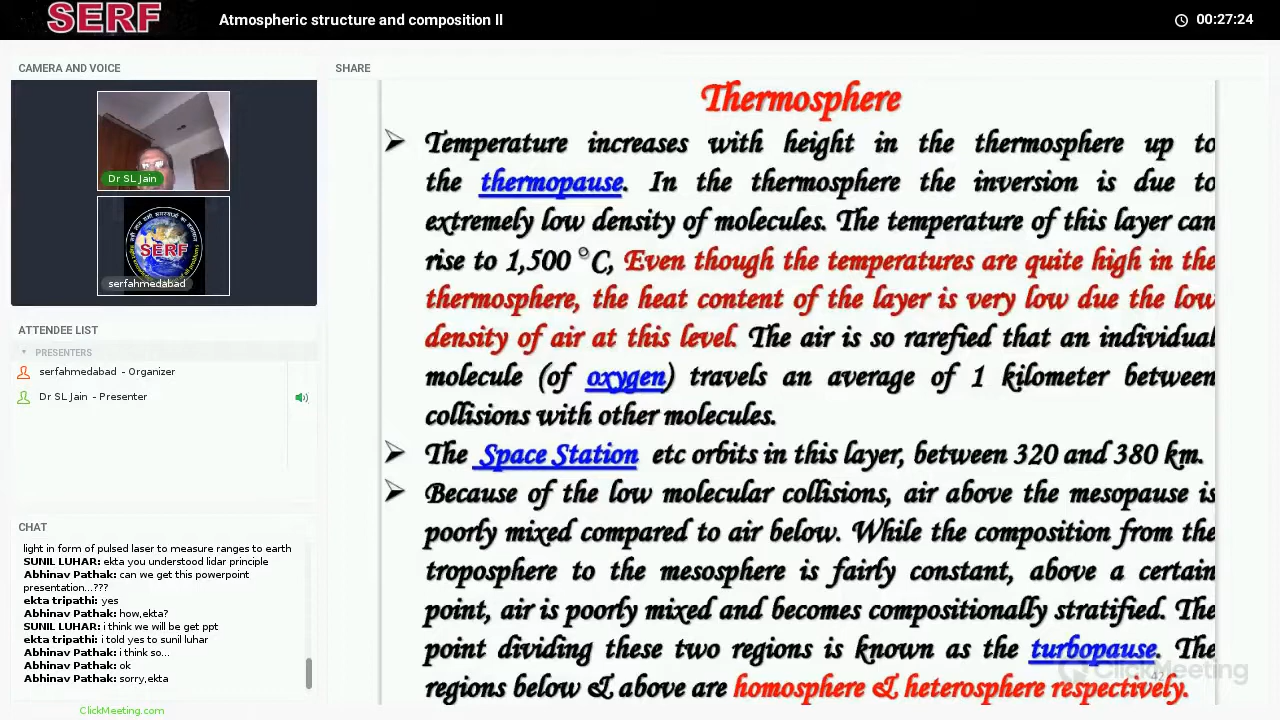 SERF
Atmospheric structure and composition II
00:27:24
CAMERA AND VOICE
SHARE
Dr SL Jain
SERF
serfahmedabad
ATTENDEE LIST
PRESENTERS
serfahmedabad - Organizer
Dr SL Jain - Presenter
CHAT
light in form of pulsed laser to measure ranges to earth
SUNIL LUHAR: ekta you understood lidar principle
Abhinav Pathak: can we get this powerpoint
presentation...???
ekta tripathi: yes
Abhinav Pathak: how,ekta?
SUNIL LUHAR: i think we will be get ppt
ekta tripathi: i told yes to sunil luhar
Abhinav Pathak: i think so...
Abhinav Pathak: ok
Abhinav Pathak: sorry,ekta
ClickMeeting.com
Thermosphere
Temperature increases with height in the thermosphere up to
the thermopause. In the thermosphere the inversion is due to
extremely low density of molecules. The temperature of this layer can
rise to 1,500 °C, Even though the temperatures are quite high in the
thermosphere, the heat content of the layer is very low due the low
density of air at this level. The air is so rarefied that an individual
molecule (of oxygen) travels an average of 1 kilometer between
collisions with other molecules.
The Space Station etc orbits in this layer, between 320 and 380 km.
Because of the low molecular collisions, air above the mesopause is
poorly mixed compared to air below. While the composition from the
troposphere to the mesosphere is fairly constant, above a certain
point, air is poorly mixed and becomes compositionally stratified. The
point dividing these two regions is known as the turbopause. The
regions below & above are homosphere & heterosphere respectively.
ClickMeeting
42